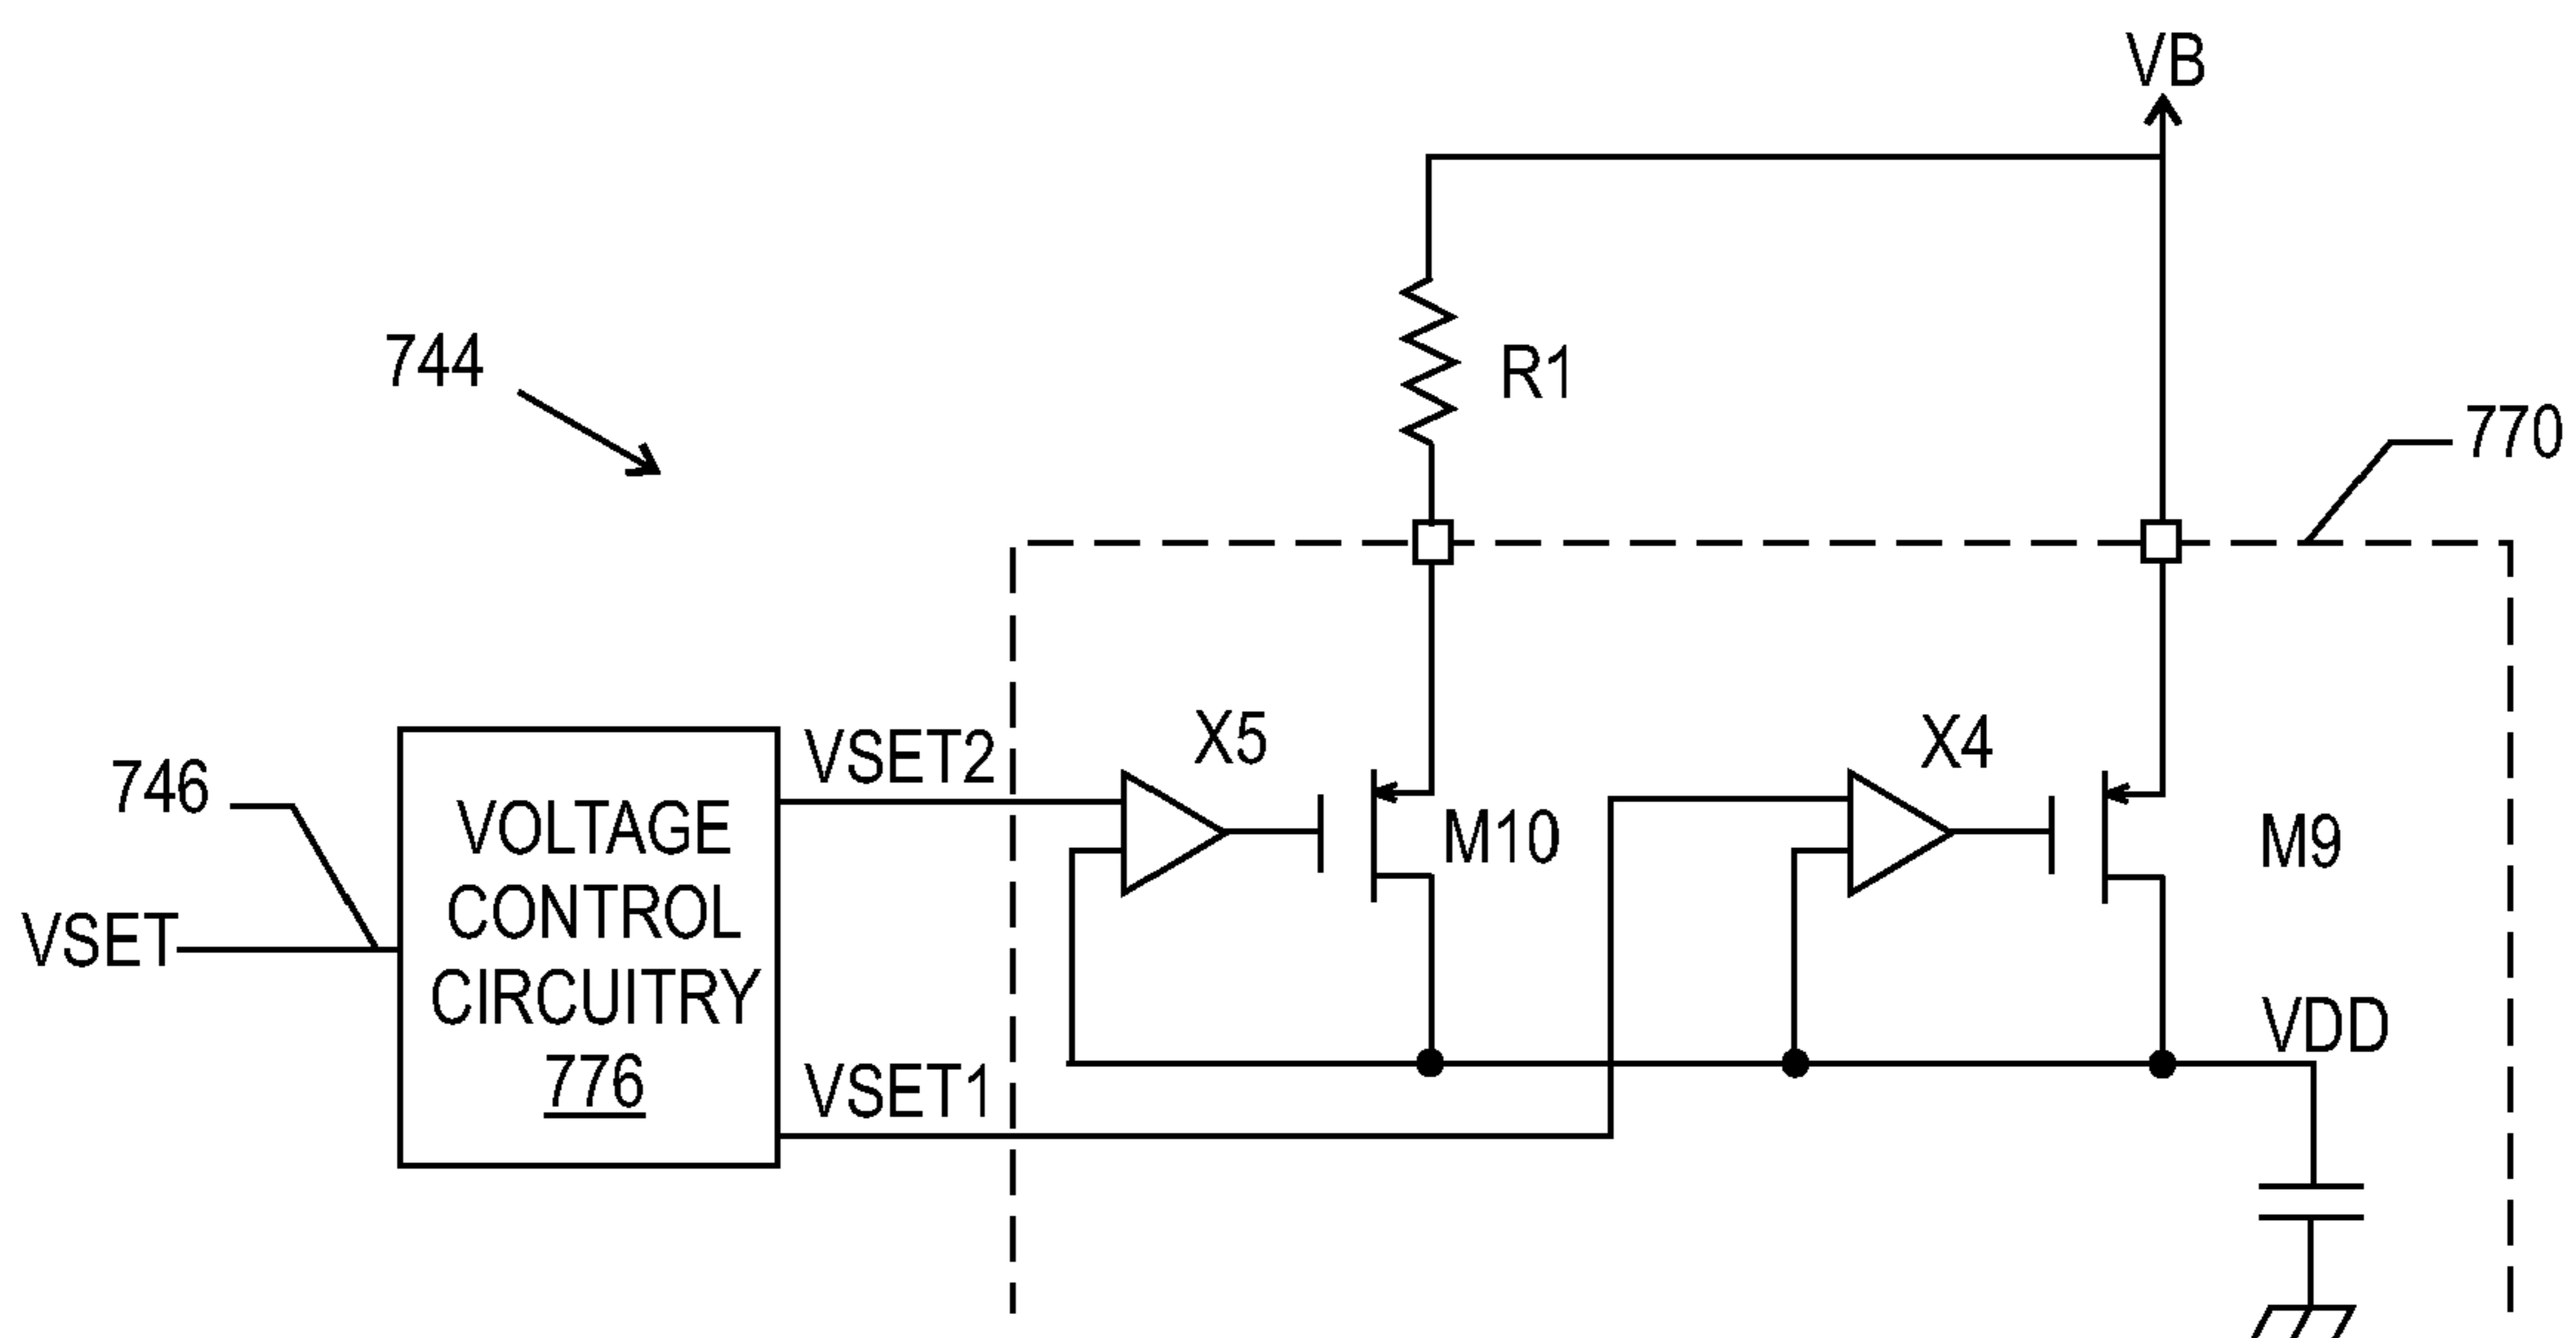 VB
744
R1
770
X5
X4
VSET2
746
VOLTAGE
CONTROL
CIRCUITRY
776
M10
M9
VSET
VDD
VSET1